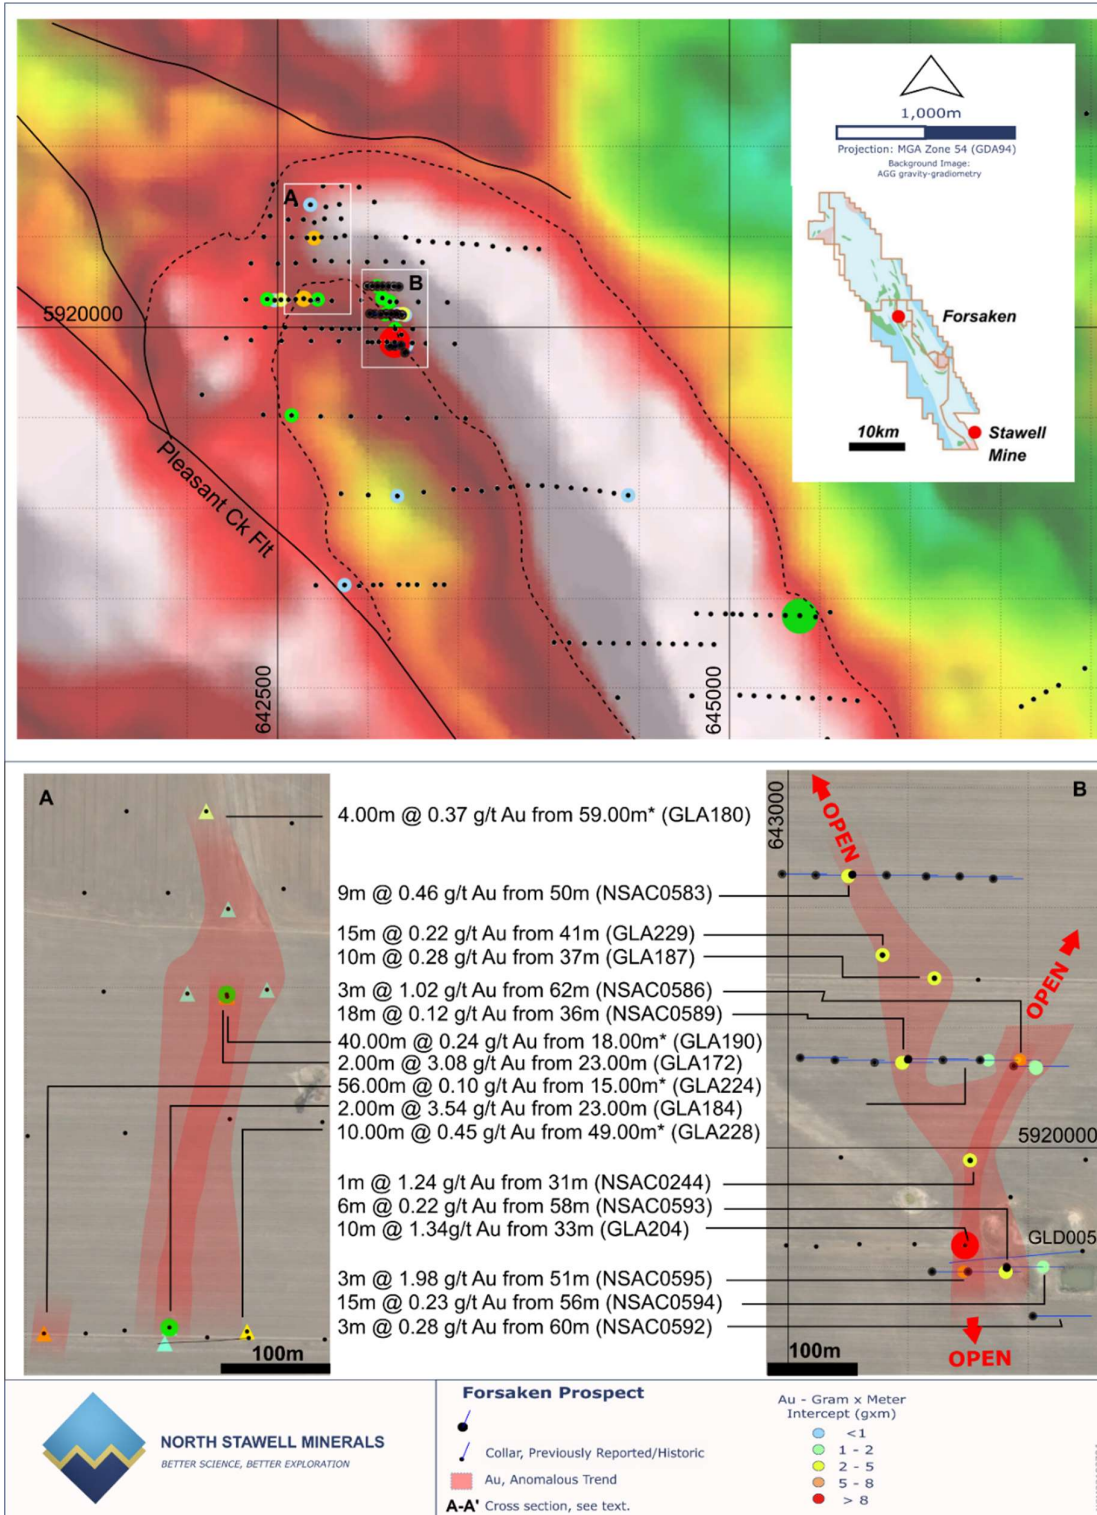 1,000m
Projection: MGA Zone 54 (GDA94)
Background Image:
AGG gravity-gradiometry
A
B
5920000
Forsaken
10km
Stawell
Mine
Pleasant Ck Flt
642500
645000
A
4.00m @ 0.37 g/t Au from 59.00m* (GLA180)
9m @ 0.46 g/t Au from 50m (NSAC0583)
15m @ 0.22 g/t Au from 41m (GLA229)
10m @ 0.28 g/t Au from 37m (GLA187)
3m @ 1.02 g/t Au from 62m (NSAC0586)
18m @ 0.12 g/t Au from 36m (NSAC0589)
40.00m @ 0.24 g/t Au from 18.00m* (GLA190)
2.00m @ 3.08 g/t Au from 23.00m (GLA172)
56.00m @ 0.10 g/t Au from 15.00m* (GLA224)
2.00m @ 3.54 g/t Au from 23.00m (GLA184)
10.00m @ 0.45 g/t Au from 49.00m* (GLA228)
1m @ 1.24 g/t Au from 31m (NSAC0244)
6m @ 0.22 g/t Au from 58m (NSAC0593)
10m @ 1.34g/t Au from 33m (GLA204)
3m @ 1.98 g/t Au from 51m (NSAC0595)
15m @ 0.23 g/t Au from 56m (NSAC0594)
3m @ 0.28 g/t Au from 60m (NSAC0592)
100m
B
643000
OPEN
OPEN
5920000
GLD005
100m
OPEN
NORTH STAWELL MINERALS
BETTER SCIENCE, BETTER EXPLORATION
Forsaken Prospect
Collar, Previously Reported/Historic
Au, Anomalous Trend
A-A' Cross section, see text.
Au - Gram x Meter
Intercept (gxm)
<1
1 - 2
2 - 5
5 - 8
> 8